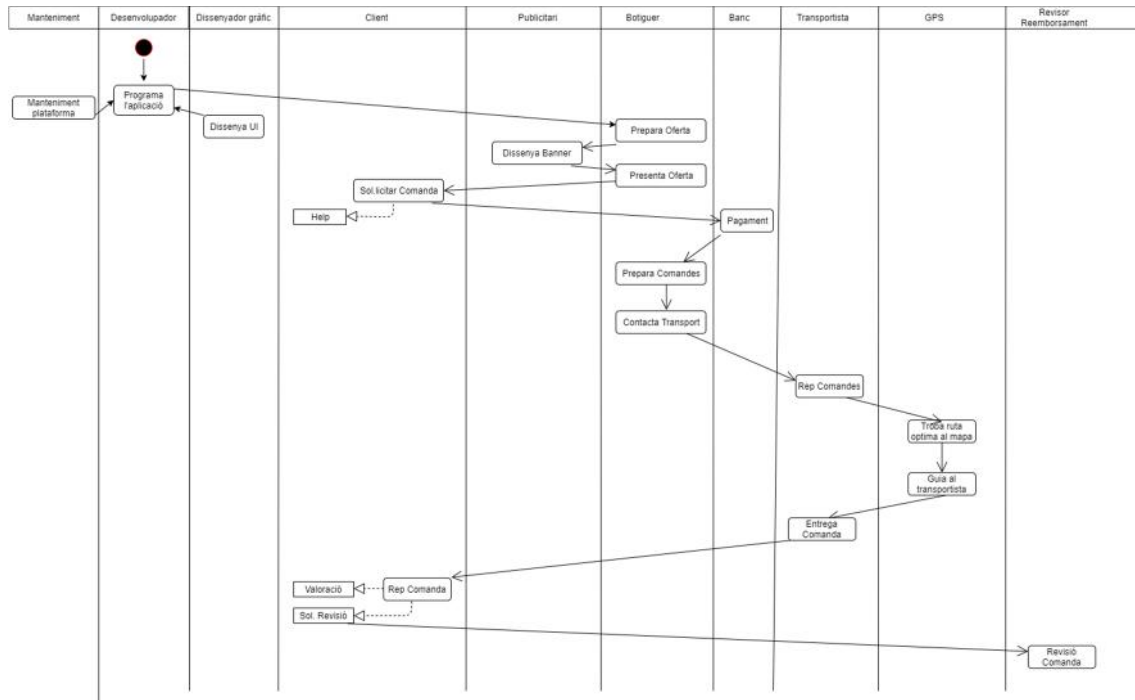 Manteniment
Desenvolupador
Dissenyador gráfic
Client
Publicitari
Botiguer
Banc
Transportista
GPS
Revisor
Reemborsament
Programa
l'aplicació
Manteniment
plataforma
Dissenya UI
Prepara Oferta
Dissenya Banner
Presenta Oferta
Sol.licitar Comanda
Help
Pagament
Prepara Comandes
Contacta Transport
Rep Comandes
Troba ruta
optima al mapa
Guia al
transportista
Entrega
Comanda
Valoració
Rep Comanda
Sol. Revisió
Revisió
Comanda